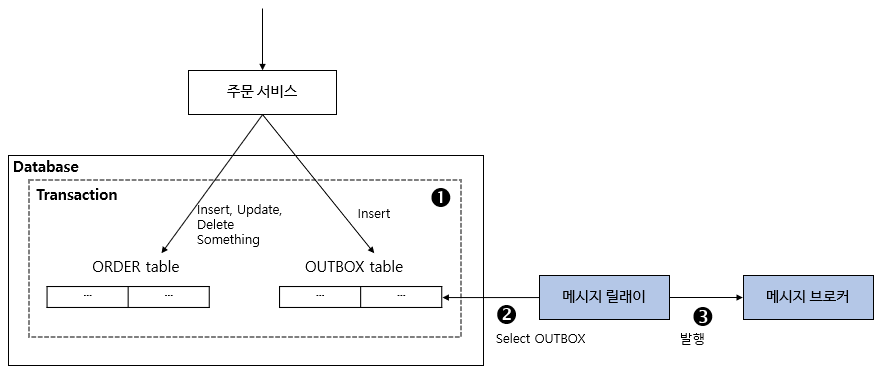 주문 서비스
Database
Transaction
❶
Insert, Update,
Delete
Something
Insert
ORDER table
OUTBOX table
... ...
... ...
메시지 릴래이
메시지 브로커
❷
❸
Select OUTBOX
발행